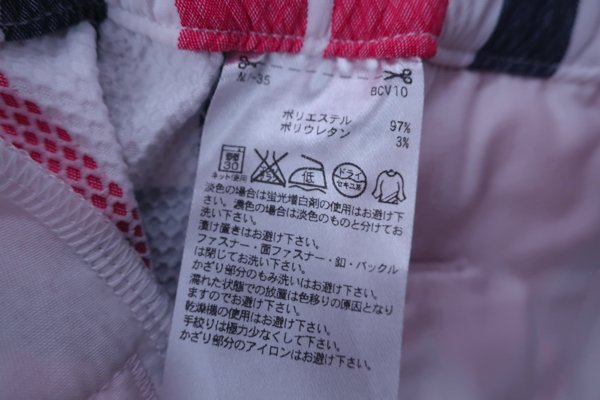 BCV10
ポリエステル 97%
ポリウレタン 3%
30 低 ドライ
セキユ系
ネット使用
淡色の場合は蛍光増白剤の使用はお避け下さ
い。濃色の場合は淡色のものと分けてお
洗い下さい。
漬け置きはお避け下さい。
ファスナー・面ファスナー・釦・バックル
は閉じてお洗い下さい。
かざり部分のもみ洗いはお避け下さい。
濡れた状態での放置は色移りの原因となり
ますのでお避け下さい。
乾燥機の使用はお避け下さい。
手絞りは極力少なくして下さい。
かざり部分のアイロンはお避け下さい。